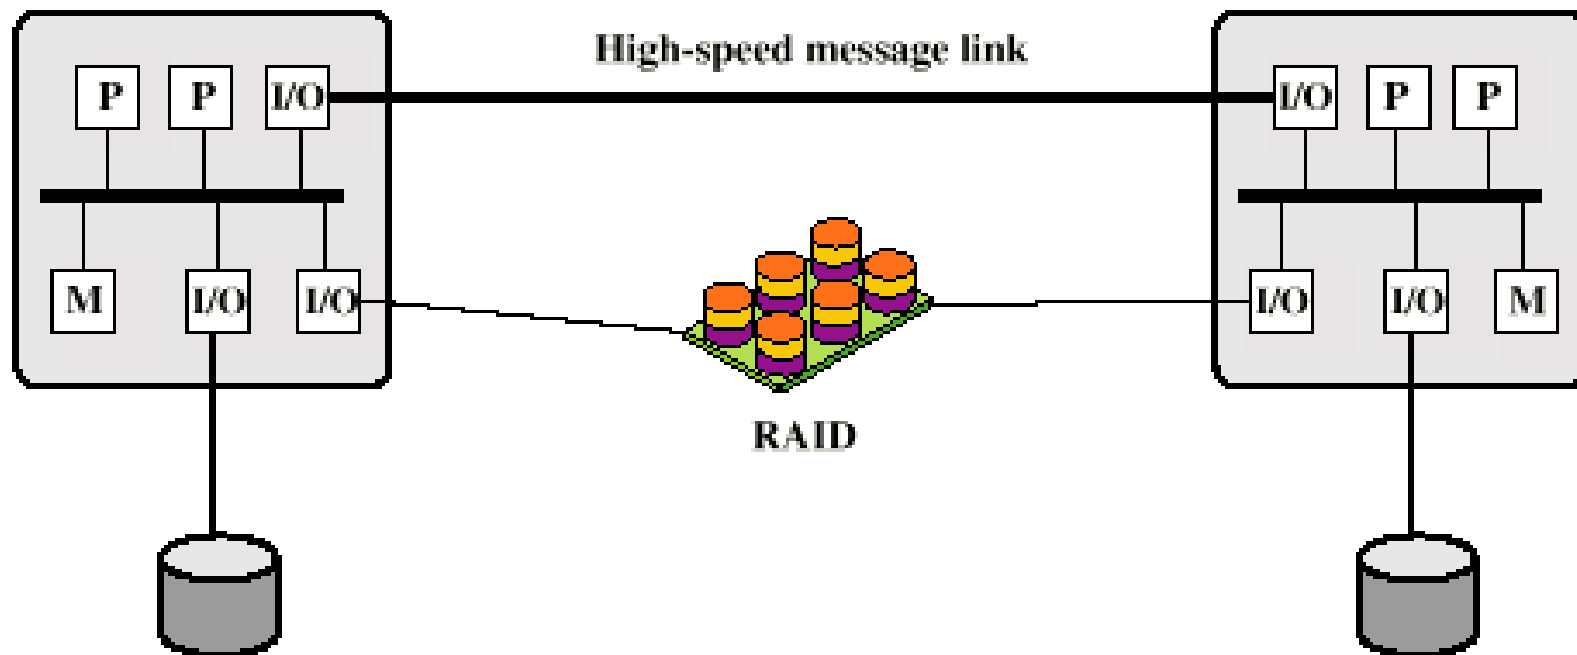 High-speed message link
P P I/O I/O P P
M I/O I/O I/O I/O M
RAID